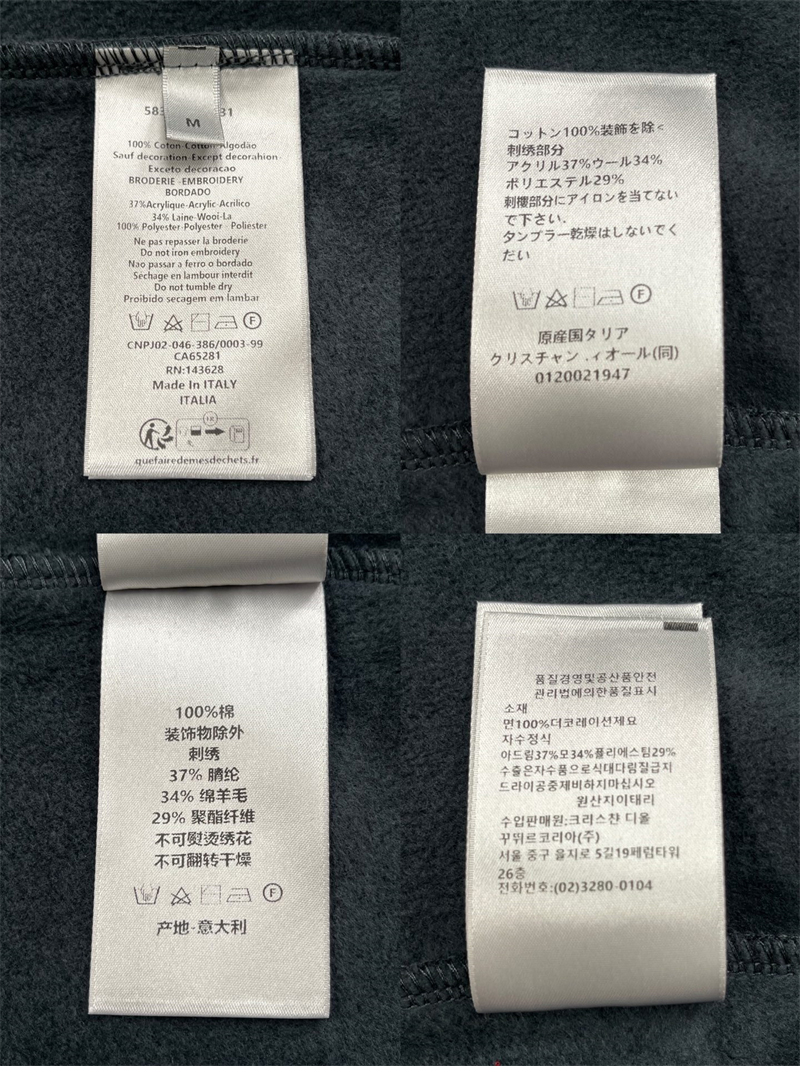 583 31
M
100% Coton-Cotton-Algodão
Sauf decoration-Except decorahion
Exceto decoracao
BRODERIE-EMBROIDERY
BORDADO
37%Acrylique-Acrylic-Acrilico
34% Laine-Wooi-La
100% Polyester-Polyester-Poliéster
Ne pas repasser la broderie
Do not iron embroidery
Nao passar a ferro o bordado
Séchage en lambour interdit
Do not tumble dry
Proibido secagem em lambar
F
CNPJ02-046-386/0003-99
CA65281
RN:143628
Made In ITALY
ITALIA
FR
quefairedemesdechets.fr
コットン100%装飾を除<
刺绣部分
アクリル37%ウール34%
ポリエステル29%
刺樓部分にアイロンを当てない
で下さい.
タンブラー乾燥はしないでく
だい
F
原産国タリア
クリスチャン .ィオール(同)
0120021947
100%棉
装饰物除外
刺绣
37% 腈纶
34% 绵羊毛
29% 聚酯纤维
不可熨烫绣花
不可翻转干燥
F
产地-意大利
품질경영및공산품안전
관리법에의한품질표시
소재
면100%더코레이션제요
자수정식
아드림37%모34%폴리에스팀29%
수출은자수품으로식대다림질급지
드라이공중제비하지마십시오
원산지이태리
수입판매원:크리스챤 디올
꾸뛰르코리아(주)
서울 중구 을지로 5길19페럼타워
26층
전화번호:(02)3280-0104